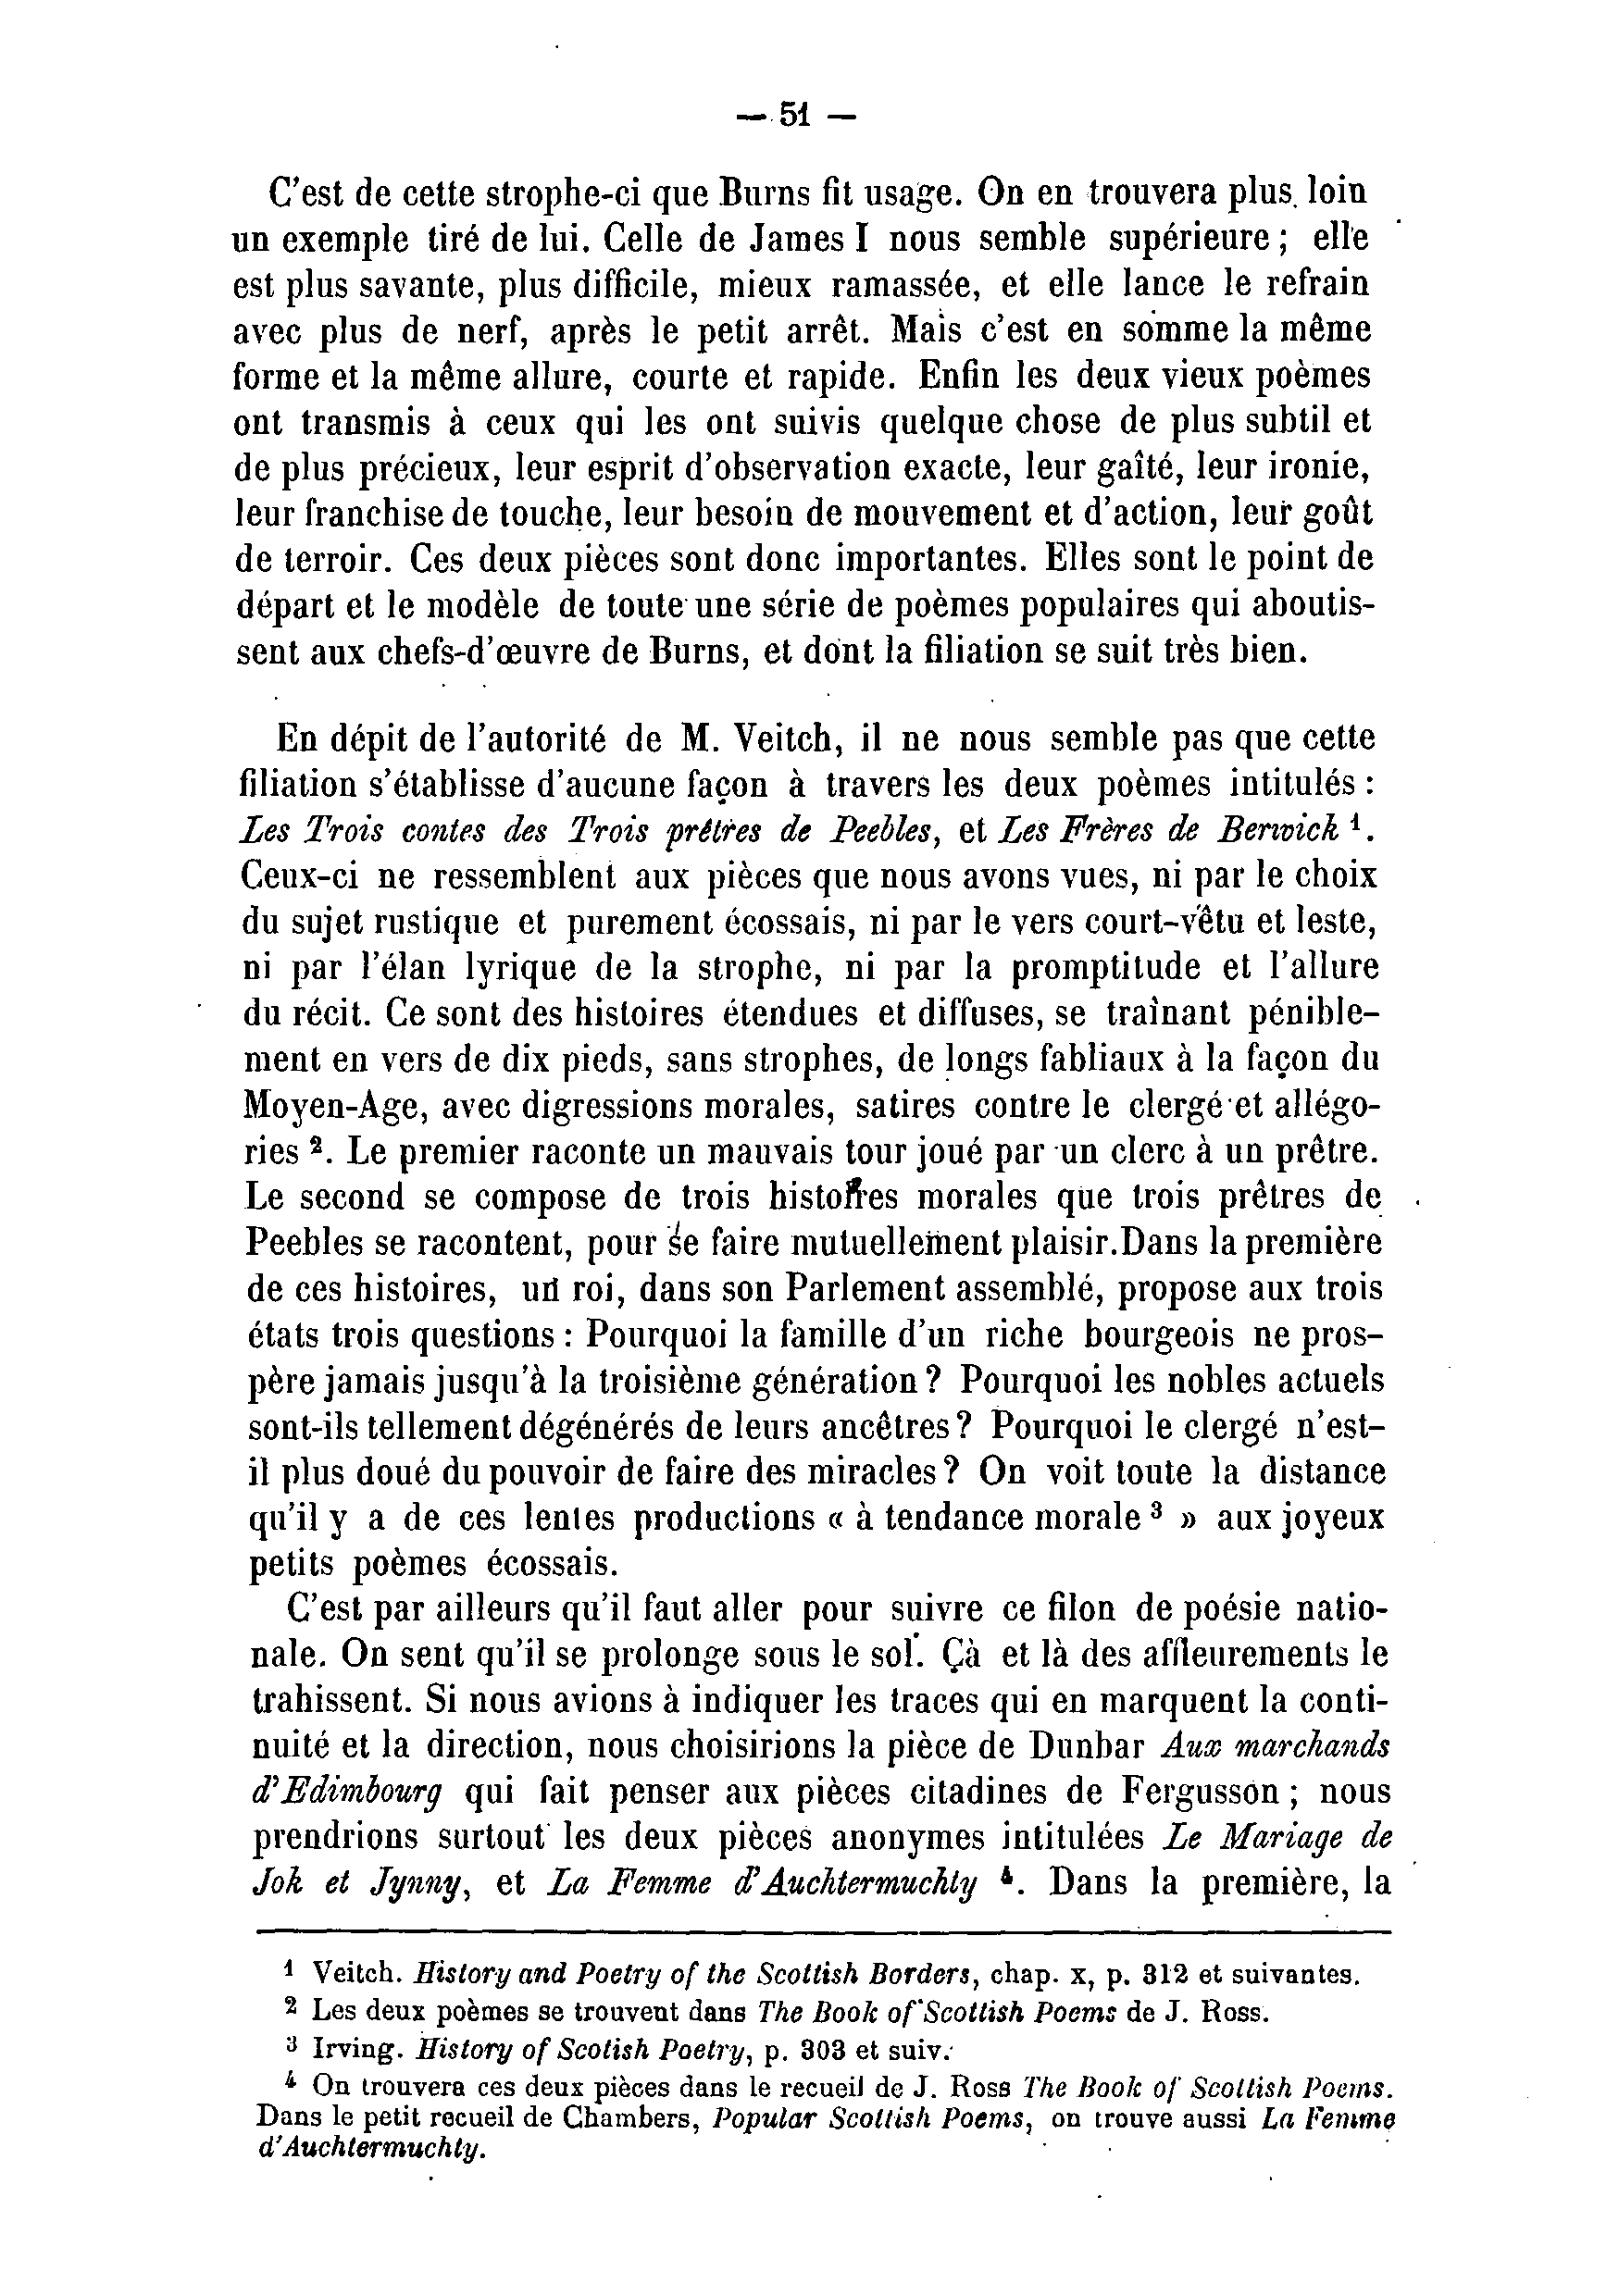 — 51 —
C'est de cette strophe-ci que Burns fit usage. On en trouvera plus loin
un exemple tiré de lui. Celle de James I nous semble supérieure ; elle
est plus savante, plus difficile, mieux ramassée, et elle lance le refrain
avec plus de nerf, après le petit arrêt. Mais c'est en somme la même
forme et la même allure, courte et rapide. Enfin les deux vieux poèmes
ont transmis à ceux qui les ont suivis quelque chose de plus subtil et
de plus précieux, leur esprit d'observation exacte, leur gaîté, leur ironie,
leur franchise de touche, leur besoin de mouvement et d'action, leur goût
de terroir. Ces deux pièces sont donc importantes. Elles sont le point de
départ et le modèle de toute une série de poèmes populaires qui aboutis-
sent aux chefs-d'œuvre de Burns, et dont la filiation se suit très bien.
En dépit de l'autorité de M. Veitch, il ne nous semble pas que cette
filiation s'établisse d'aucune façon à travers les deux poèmes intitulés :
Les Trois contes des Trois prêtres de Peebles, et Les Frères de Berwick ¹.
Ceux-ci ne ressemblent aux pièces que nous avons vues, ni par le choix
du sujet rustique et purement écossais, ni par le vers court-vêtu et leste,
ni par l'élan lyrique de la strophe, ni par la promptitude et l'allure
du récit. Ce sont des histoires étendues et diffuses, se traînant pénible-
ment en vers de dix pieds, sans strophes, de longs fabliaux à la façon du
Moyen-Age, avec digressions morales, satires contre le clergé et allégo-
ries ². Le premier raconte un mauvais tour joué par un clerc à un prêtre.
Le second se compose de trois histoires morales que trois prêtres de
Peebles se racontent, pour se faire mutuellement plaisir.Dans la première
de ces histoires, un roi, dans son Parlement assemblé, propose aux trois
états trois questions : Pourquoi la famille d'un riche bourgeois ne pros-
père jamais jusqu'à la troisième génération ? Pourquoi les nobles actuels
sont-ils tellement dégénérés de leurs ancêtres ? Pourquoi le clergé n'est-
il plus doué du pouvoir de faire des miracles ? On voit toute la distance
qu'il y a de ces lentes productions « à tendance morale ³ » aux joyeux
petits poèmes écossais.
C'est par ailleurs qu'il faut aller pour suivre ce filon de poésie natio-
nale. On sent qu'il se prolonge sous le sol. Çà et là des affleurements le
trahissent. Si nous avions à indiquer les traces qui en marquent la conti-
nuité et la direction, nous choisirions la pièce de Dunbar Aux marchands
d'Edimbourg qui fait penser aux pièces citadines de Fergusson ; nous
prendrions surtout les deux pièces anonymes intitulées Le Mariage de
Jok et Jynny, et La Femme d'Auchtermuchty ⁴. Dans la première, la
¹ Veitch. History and Poetry of the Scottish Borders, chap. x, p. 312 et suivantes.
² Les deux poèmes se trouvent dans The Book of Scottish Poems de J. Ross.
³ Irving. History of Scotish Poetry, p. 303 et suiv.
⁴ On trouvera ces deux pièces dans le recueil de J. Ross The Book of Scottish Poems.
Dans le petit recueil de Chambers, Popular Scottish Poems, on trouve aussi La Femme
d'Auchtermuchty.